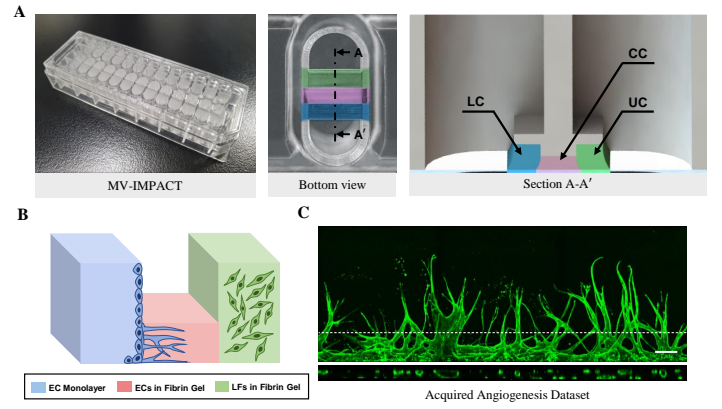 A
A
A′
LC
CC
UC
MV-IMPACT
Bottom view
Section A-A′
B
C
EC Monolayer
ECs in Fibrin Gel
LFs in Fibrin Gel
Acquired Angiogenesis Dataset